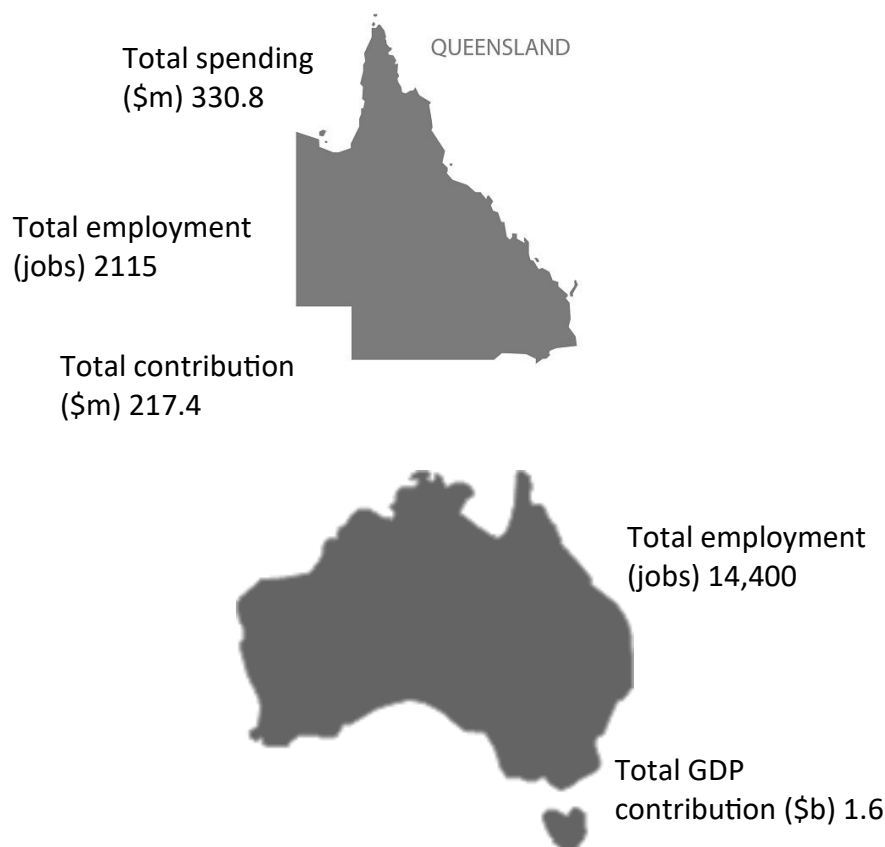 Total spending
($m) 330.8
QUEENSLAND
Total employment
(jobs) 2115
Total contribution
($m) 217.4
Total employment
(jobs) 14,400
Total GDP
contribution ($b) 1.6